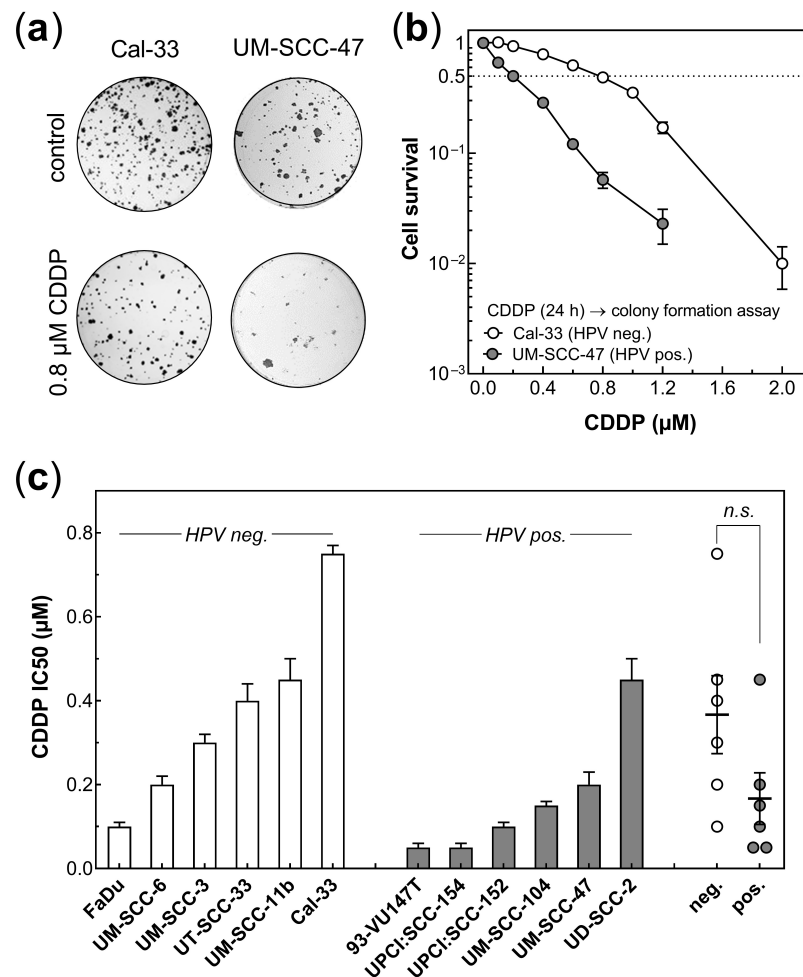 (a)
Cal-33 UM-SCC-47
control
0.8 µM CDDP
(b)
1
0.5
10⁻¹
10⁻²
10⁻³
Cell survival
CDDP (24 h) → colony formation assay
Cal-33 (HPV neg.)
UM-SCC-47 (HPV pos.)
0.0 0.4 0.8 1.2 1.6 2.0
CDDP (µM)
(c)
CDDP IC50 (µM)
0.8
0.6
0.4
0.2
0.0
HPV neg.
HPV pos.
n.s.
FaDu
UM-SCC-6
UM-SCC-3
UT-SCC-33
UM-SCC-11b
Cal-33
93-VU147T
UPCI:SCC-154
UPCI:SCC-152
UM-SCC-104
UM-SCC-47
UD-SCC-2
neg.
pos.